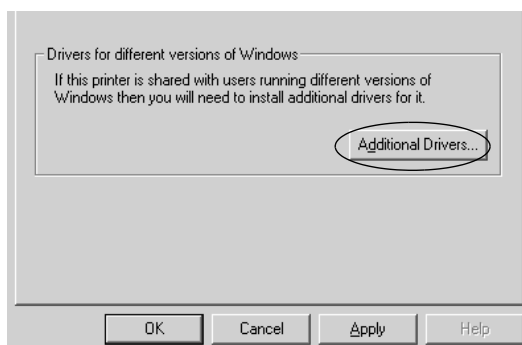 Drivers for different versions of Windows
If this printer is shared with users running different versions of
Windows then you will need to install additional drivers for it.
Additional Drivers...
OK Cancel Apply Help